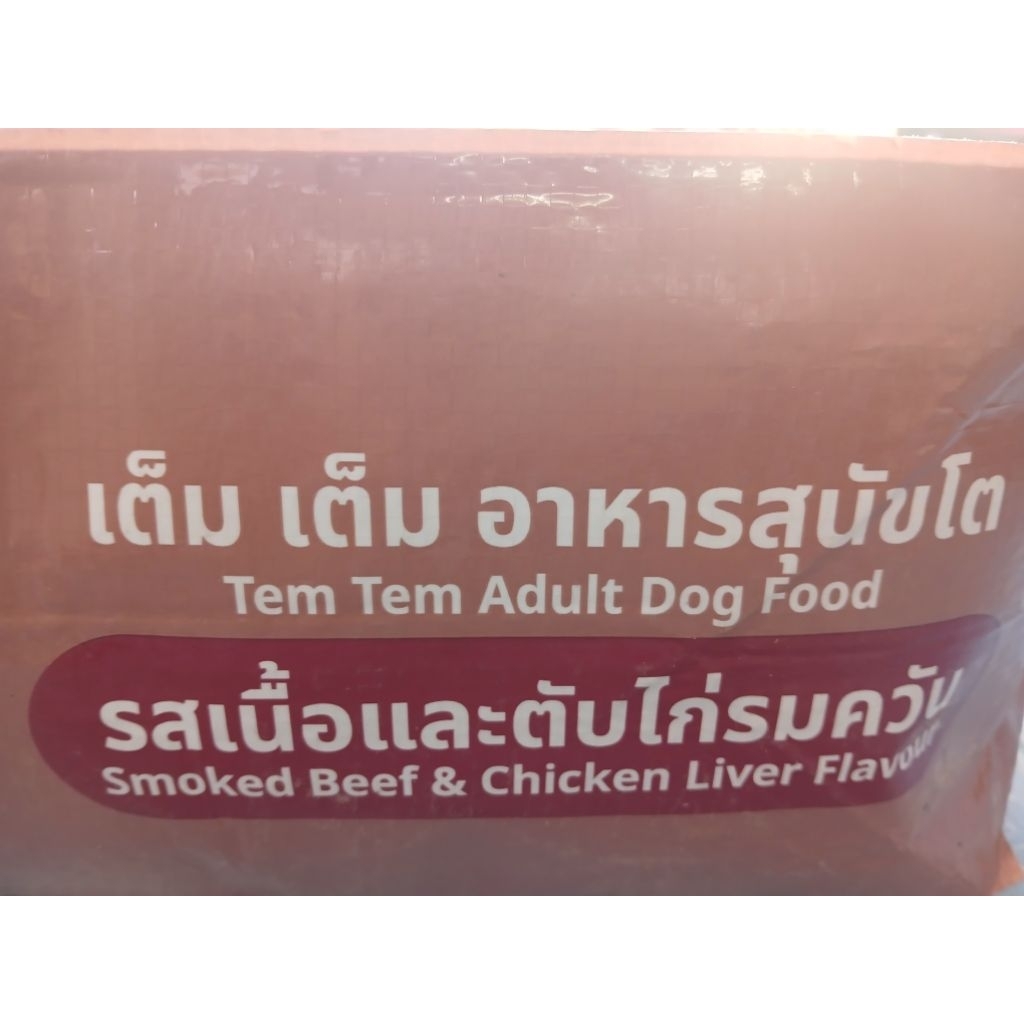 เต็ม เต็ม อาหารสุนัขโต
Tem Tem Adult Dog Food
รสเนื้อและตับไก่รมควัน
Smoked Beef & Chicken Liver Flavour